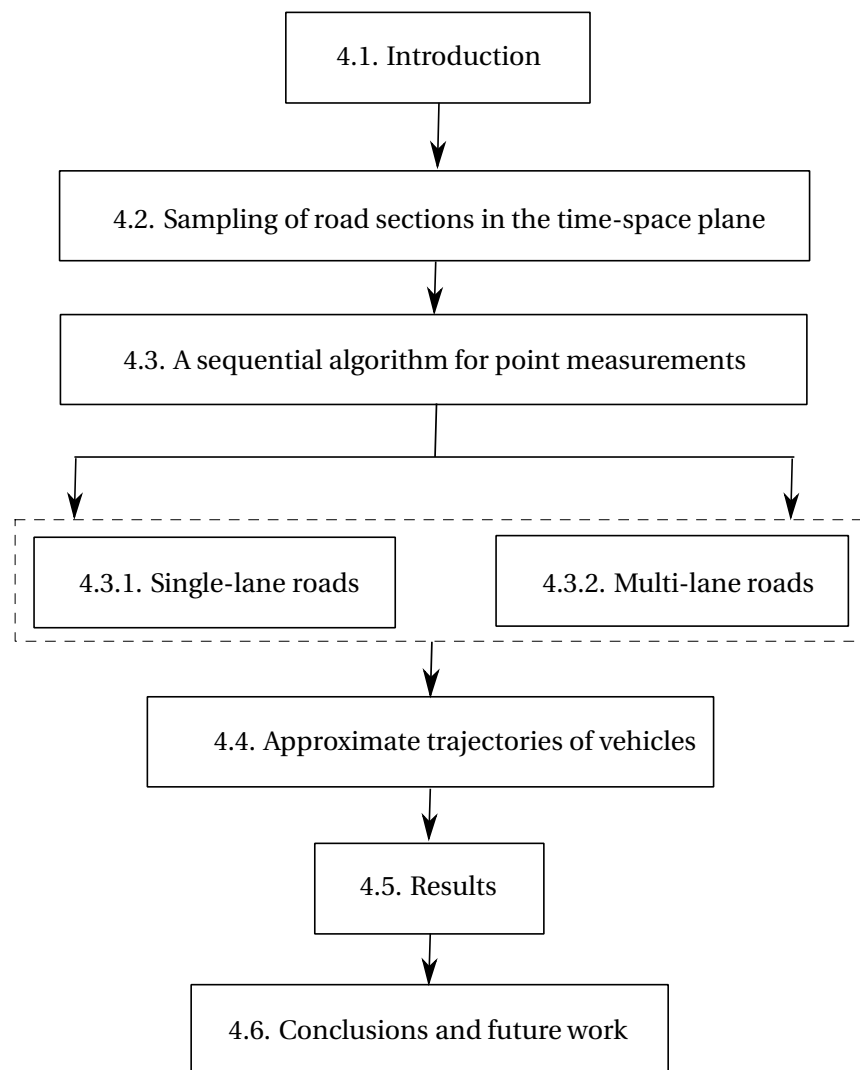 4.1. Introduction
4.2. Sampling of road sections in the time-space plane
4.3. A sequential algorithm for point measurements
4.3.1. Single-lane roads
4.3.2. Multi-lane roads
4.4. Approximate trajectories of vehicles
4.5. Results
4.6. Conclusions and future work